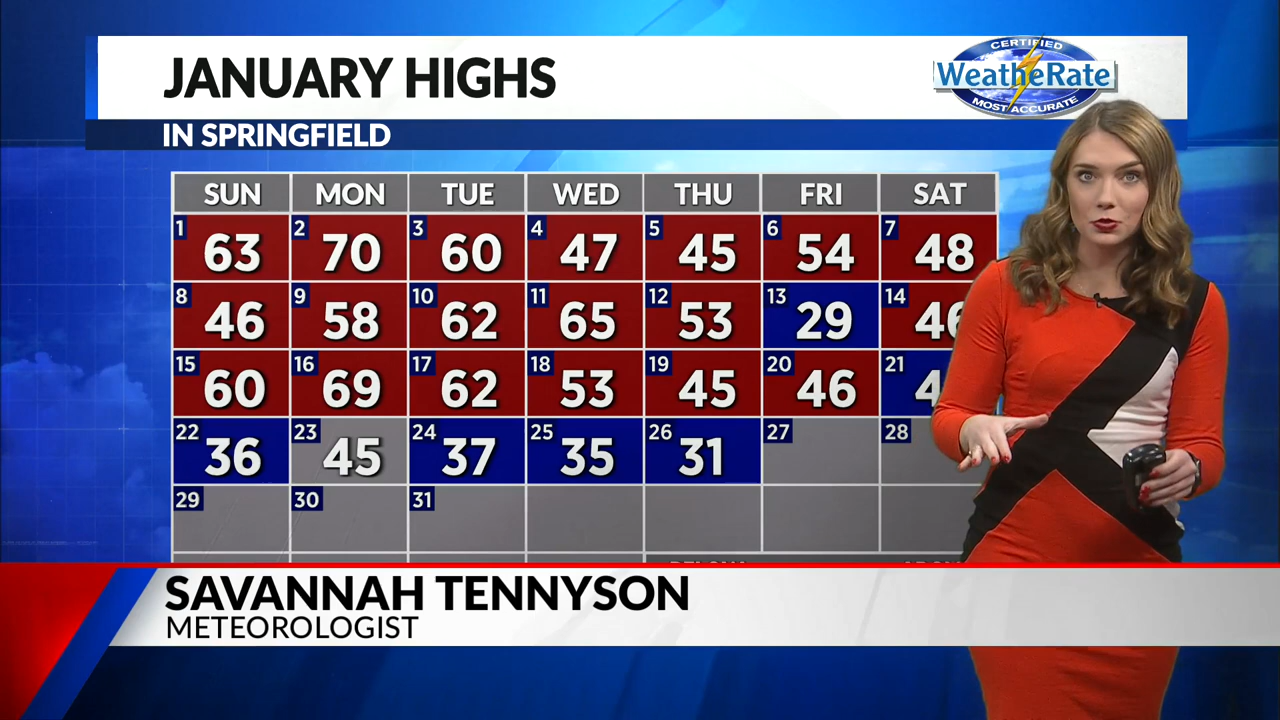 JANUARY HIGHS
CERTIFIED
WeatheRate
MOST ACCURATE
IN SPRINGFIELD
SUN MON TUE WED THU FRI SAT
1 63 2 70 3 60 4 47 5 45 6 54 7 48
8 46 9 58 10 62 11 65 12 53 13 29 14 46
15 60 16 69 17 62 18 53 19 45 20 46 21 4
22 36 23 45 24 37 25 35 26 31 27 28
29 30 31
SAVANNAH TENNYSON
METEOROLOGIST